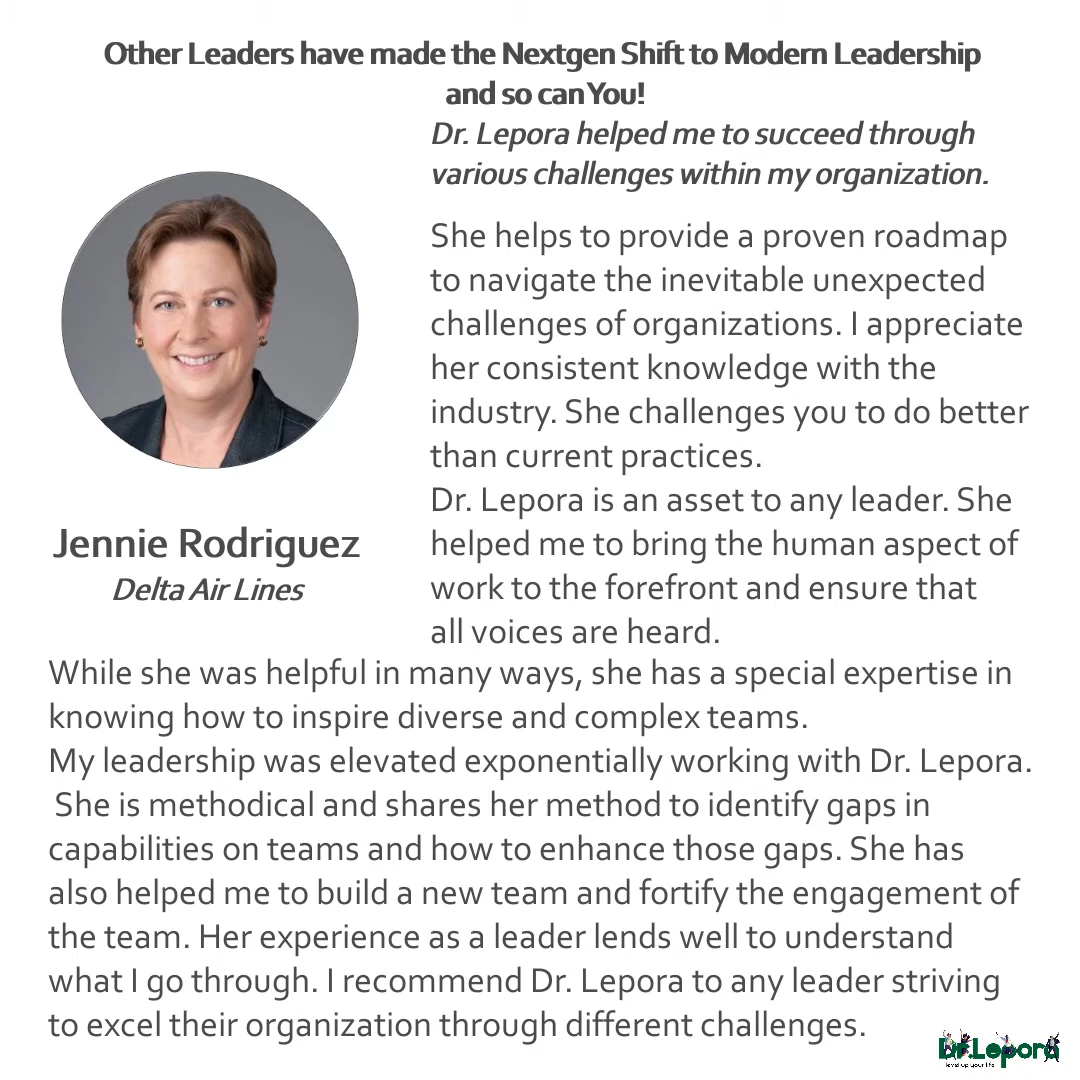 Other Leaders have made the Nextgen Shift to Modern Leadership
and so can You!
Dr. Lepora helped me to succeed through
various challenges within my organization.
She helps to provide a proven roadmap
to navigate the inevitable unexpected
challenges of organizations. I appreciate
her consistent knowledge with the
industry. She challenges you to do better
than current practices.
Dr. Lepora is an asset to any leader. She
helped me to bring the human aspect of
work to the forefront and ensure that
all voices are heard.
Jennie Rodriguez
Delta Air Lines
While she was helpful in many ways, she has a special expertise in
knowing how to inspire diverse and complex teams.
My leadership was elevated exponentially working with Dr. Lepora.
She is methodical and shares her method to identify gaps in
capabilities on teams and how to enhance those gaps. She has
also helped me to build a new team and fortify the engagement of
the team. Her experience as a leader lends well to understand
what I go through. I recommend Dr. Lepora to any leader striving
to excel their organization through different challenges.
Dr.Lepora
level up your life